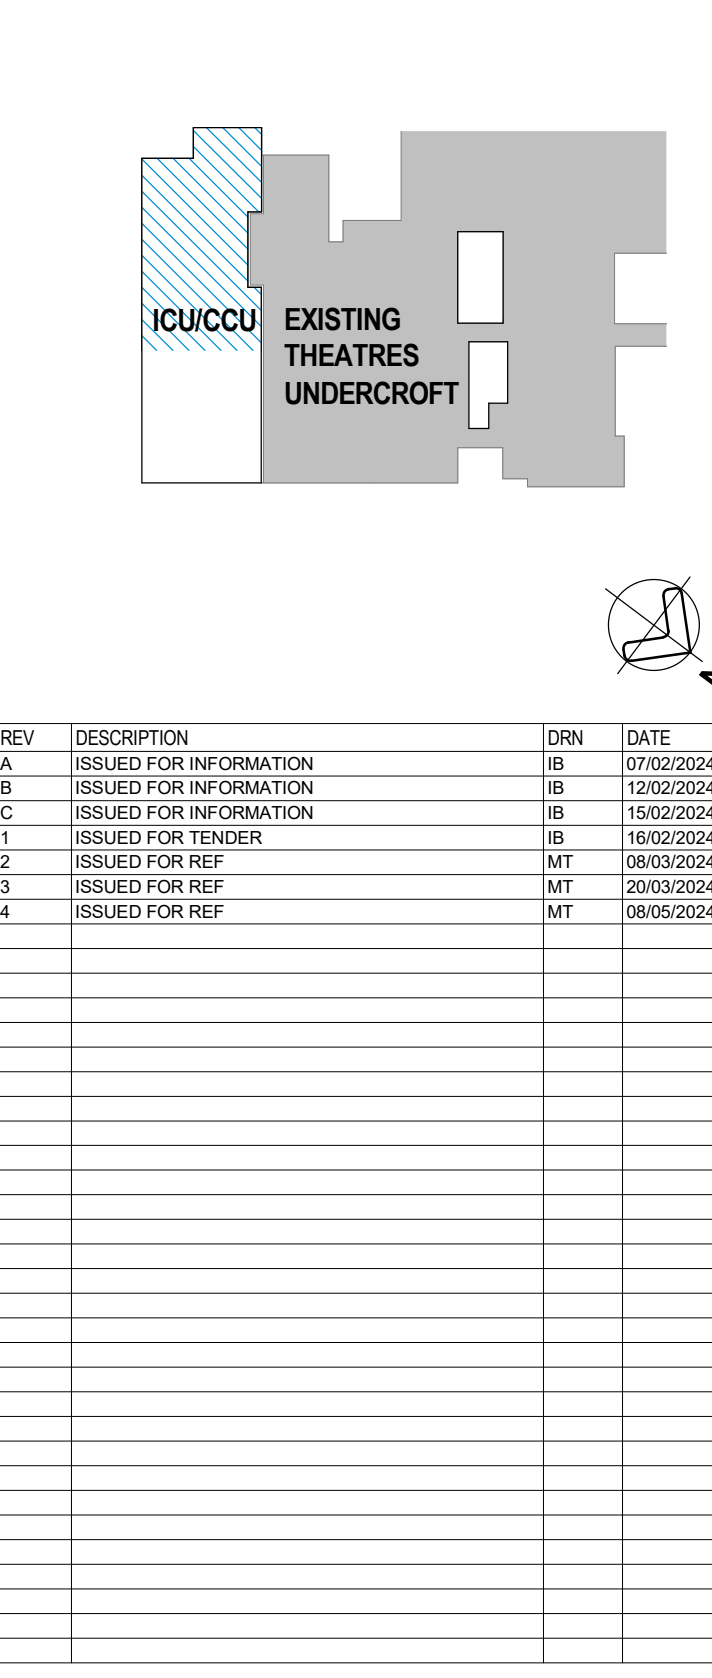 ICU/CCU
EXISTING
THEATRES
UNDERCROFT
REV DESCRIPTION DRN DATE
A ISSUED FOR INFORMATION IB 07/02/2024
B ISSUED FOR INFORMATION IB 12/02/2024
C ISSUED FOR INFORMATION IB 15/02/2024
1 ISSUED FOR TENDER IB 16/02/2024
2 ISSUED FOR REF MT 08/03/2024
3 ISSUED FOR REF MT 20/03/2024
4 ISSUED FOR REF MT 08/05/2024